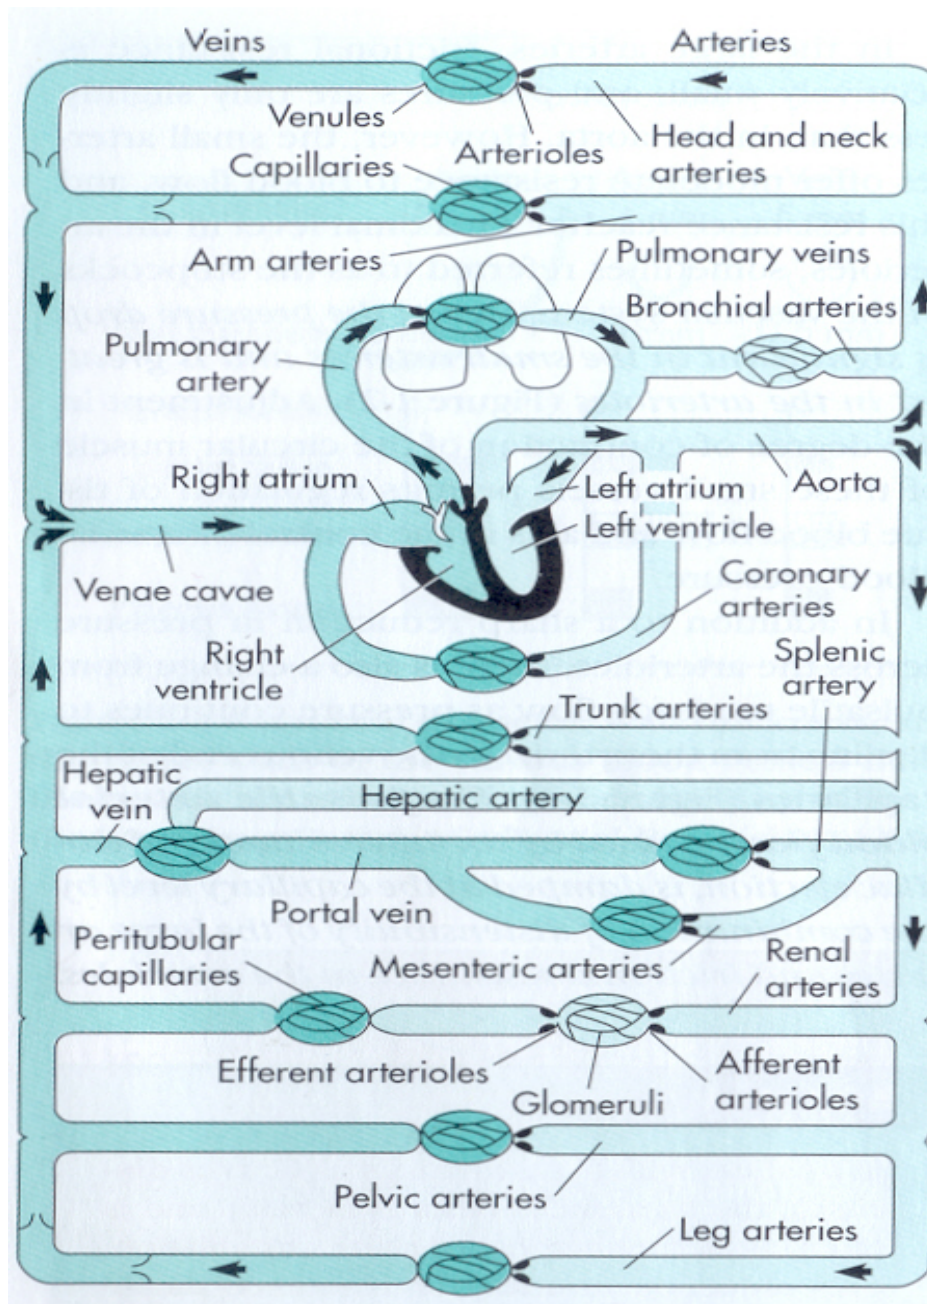 Veins
Arteries
Venules
Capillaries
Arterioles
Head and neck
arteries
Arm arteries
Pulmonary veins
Bronchial arteries
Pulmonary
artery
Right atrium
Left atrium
Aorta
Left ventricle
Venae cavae
Coronary
arteries
Right
ventricle
Splenic
artery
Trunk arteries
Hepatic
vein
Hepatic artery
Portal vein
Peritubular
capillaries
Mesenteric arteries
Renal
arteries
Efferent arterioles
Afferent
arterioles
Glomeruli
Pelvic arteries
Leg arteries